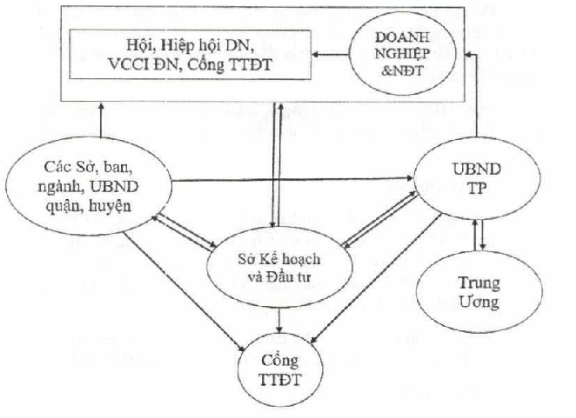 Hội, Hiệp hội DN,
VCCI ĐN, Cổng TTĐT
DOANH
NGHIỆP
&NĐT
Các Sở, ban,
ngành, UBND
quận, huyện
UBND
TP
Sở Kế hoạch
và Đầu tư
Trung
Ương
Cổng
TTĐT